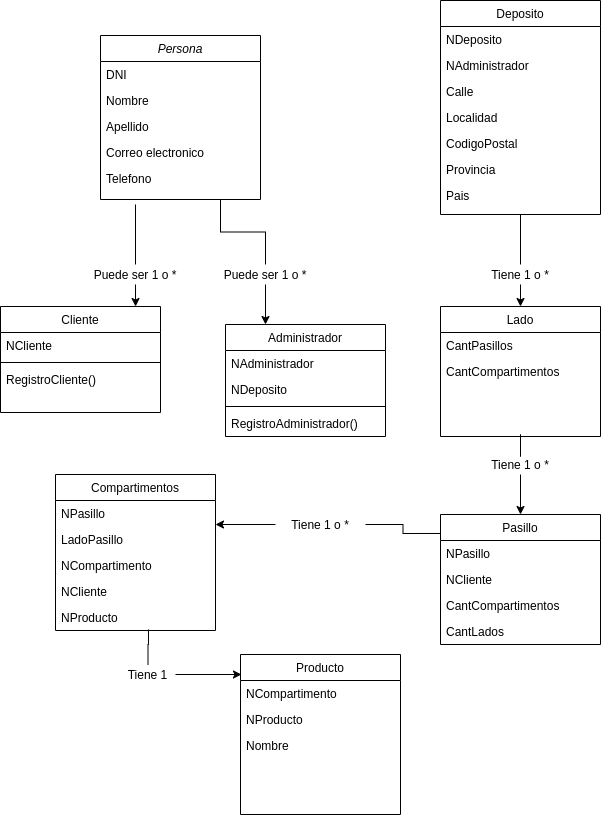 Persona
DNI
Nombre
Apellido
Correo electronico
Telefono
Deposito
NDeposito
NAdministrador
Calle
Localidad
CodigoPostal
Provincia
Pais
Puede ser 1 o *
Puede ser 1 o *
Tiene 1 o *
Cliente
NCliente
RegistroCliente()
Administrador
NAdministrador
NDeposito
RegistroAdministrador()
Lado
CantPasillos
CantCompartimentos
Tiene 1 o *
Compartimentos
NPasillo
LadoPasillo
NCompartimento
NCliente
NProducto
Tiene 1 o *
Pasillo
NPasillo
NCliente
CantCompartimentos
CantLados
Tiene 1
Producto
NCompartimento
NProducto
Nombre